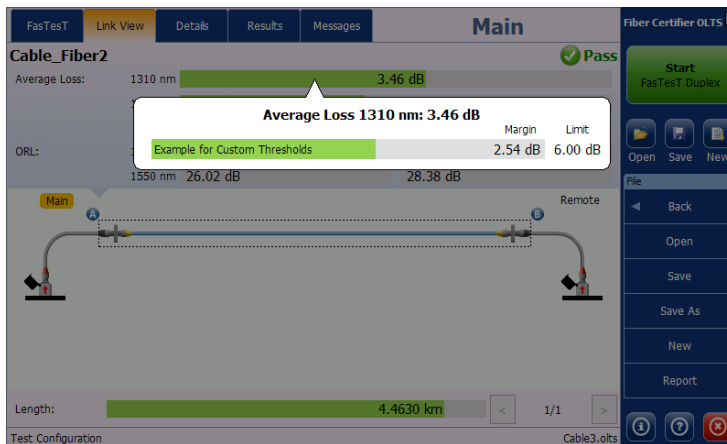 FasTesT Link View Details Results Messages Main Fiber Certifier OLTS
Cable_Fiber2 Pass
Average Loss: 1310 nm 3.46 dB
Start
FasTesT Duplex
Average Loss 1310 nm: 3.46 dB
Margin Limit
Example for Custom Thresholds 2.54 dB 6.00 dB
ORL:
1550 nm 26.02 dB 28.38 dB
Open Save New
File
Main Remote
A B
Back
Open
Save
Save As
New
Report
Length: 4.4630 km < 1/1 >
Test Configuration Cable3.olts